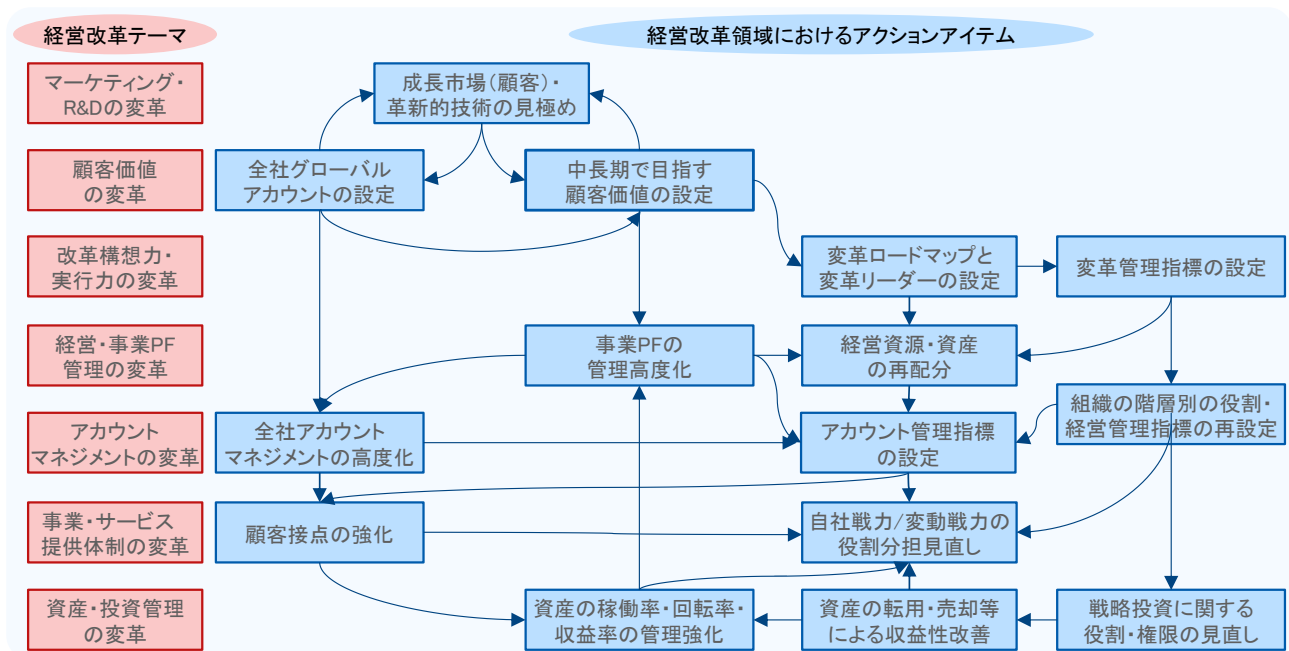 経営改革テーマ
経営改革領域におけるアクションアイテム
マーケティング・
R&Dの変革
成長市場(顧客)・
革新的技術の見極め
顧客価値
の変革
全社グローバル
アカウントの設定
中長期で目指す
顧客価値の設定
改革構想力・
実行力の変革
変革ロードマップと
変革リーダーの設定
変革管理指標の設定
経営・事業PF
管理の変革
事業PFの
管理高度化
経営資源・資産
の再配分
アカウント
マネジメントの変革
全社アカウント
マネジメントの高度化
アカウント管理指標
の設定
組織の階層別の役割・
経営管理指標の再設定
事業・サービス
提供体制の変革
顧客接点の強化
自社戦力/変動戦力の
役割分担見直し
資産・投資管理
の変革
資産の稼働率・回転率・
収益率の管理強化
資産の転用・売却等
による収益性改善
戦略投資に関する
役割・権限の見直し